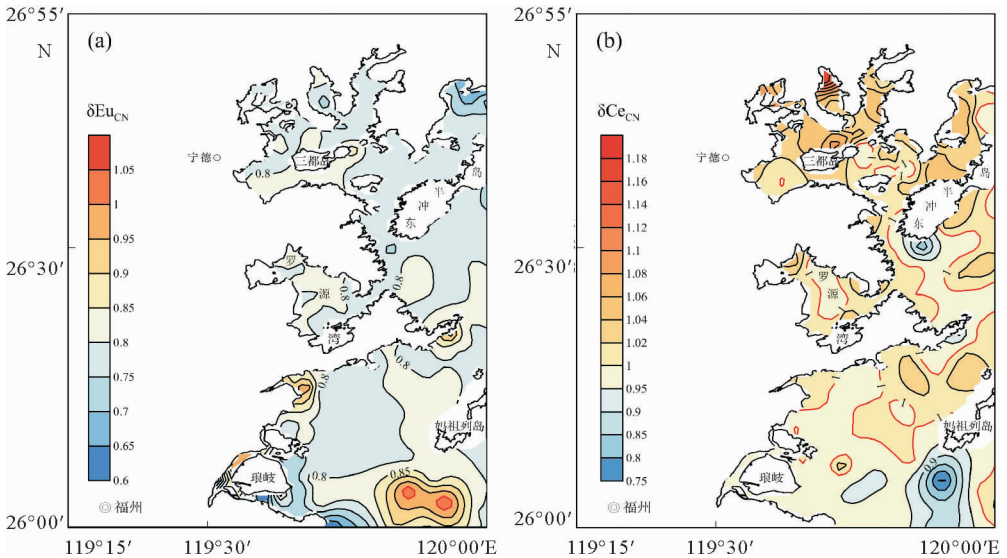 26°55′
N
(a)
δEu_CN
1.05
1
0.95
0.9
0.85
0.8
0.75
0.7
0.65
0.6
宁德
三都岛
0.8
东冲半岛
26°30′
罗源湾
0.8
0.8
0.8
0.8
0.8
妈祖列岛
0.85
0.8
琅岐
福州
26°00′
119°15′
119°30′
120°00′E
26°55′
N
(b)
δCe_CN
1.18
1.16
1.14
1.12
1.1
1.08
1.06
1.04
1.02
1
0.95
0.9
0.85
0.8
0.75
宁德
三都岛
东冲半岛
26°30′
罗源湾
妈祖列岛
0.9
琅岐
福州
26°00′
119°15′
119°30′
120°00′E